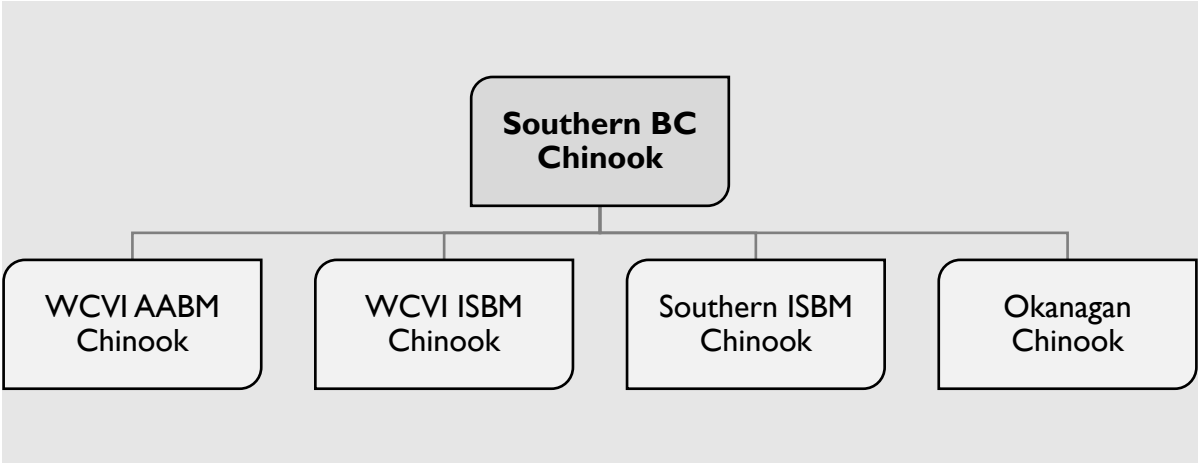 Southern BC
Chinook
WCVI AABM
Chinook
WCVI ISBM
Chinook
Southern ISBM
Chinook
Okanagan
Chinook